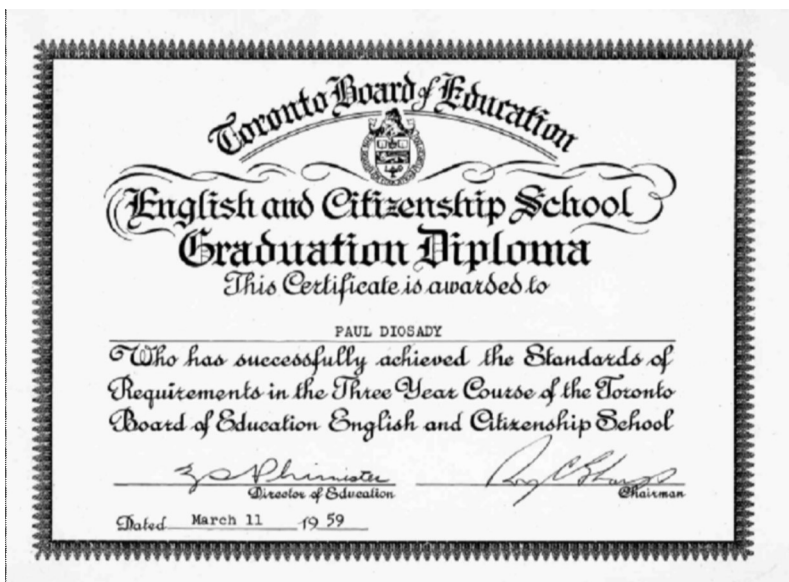 Toronto Board of Education
English and Citizenship School
Graduation Diploma
This Certificate is awarded to
PAUL DIOSADY
Who has successfully achieved the Standards of
Requirements in the Three Year Course of the Toronto
Board of Education English and Citizenship School
Director of Education
Chairman
Dated March 11 19 59